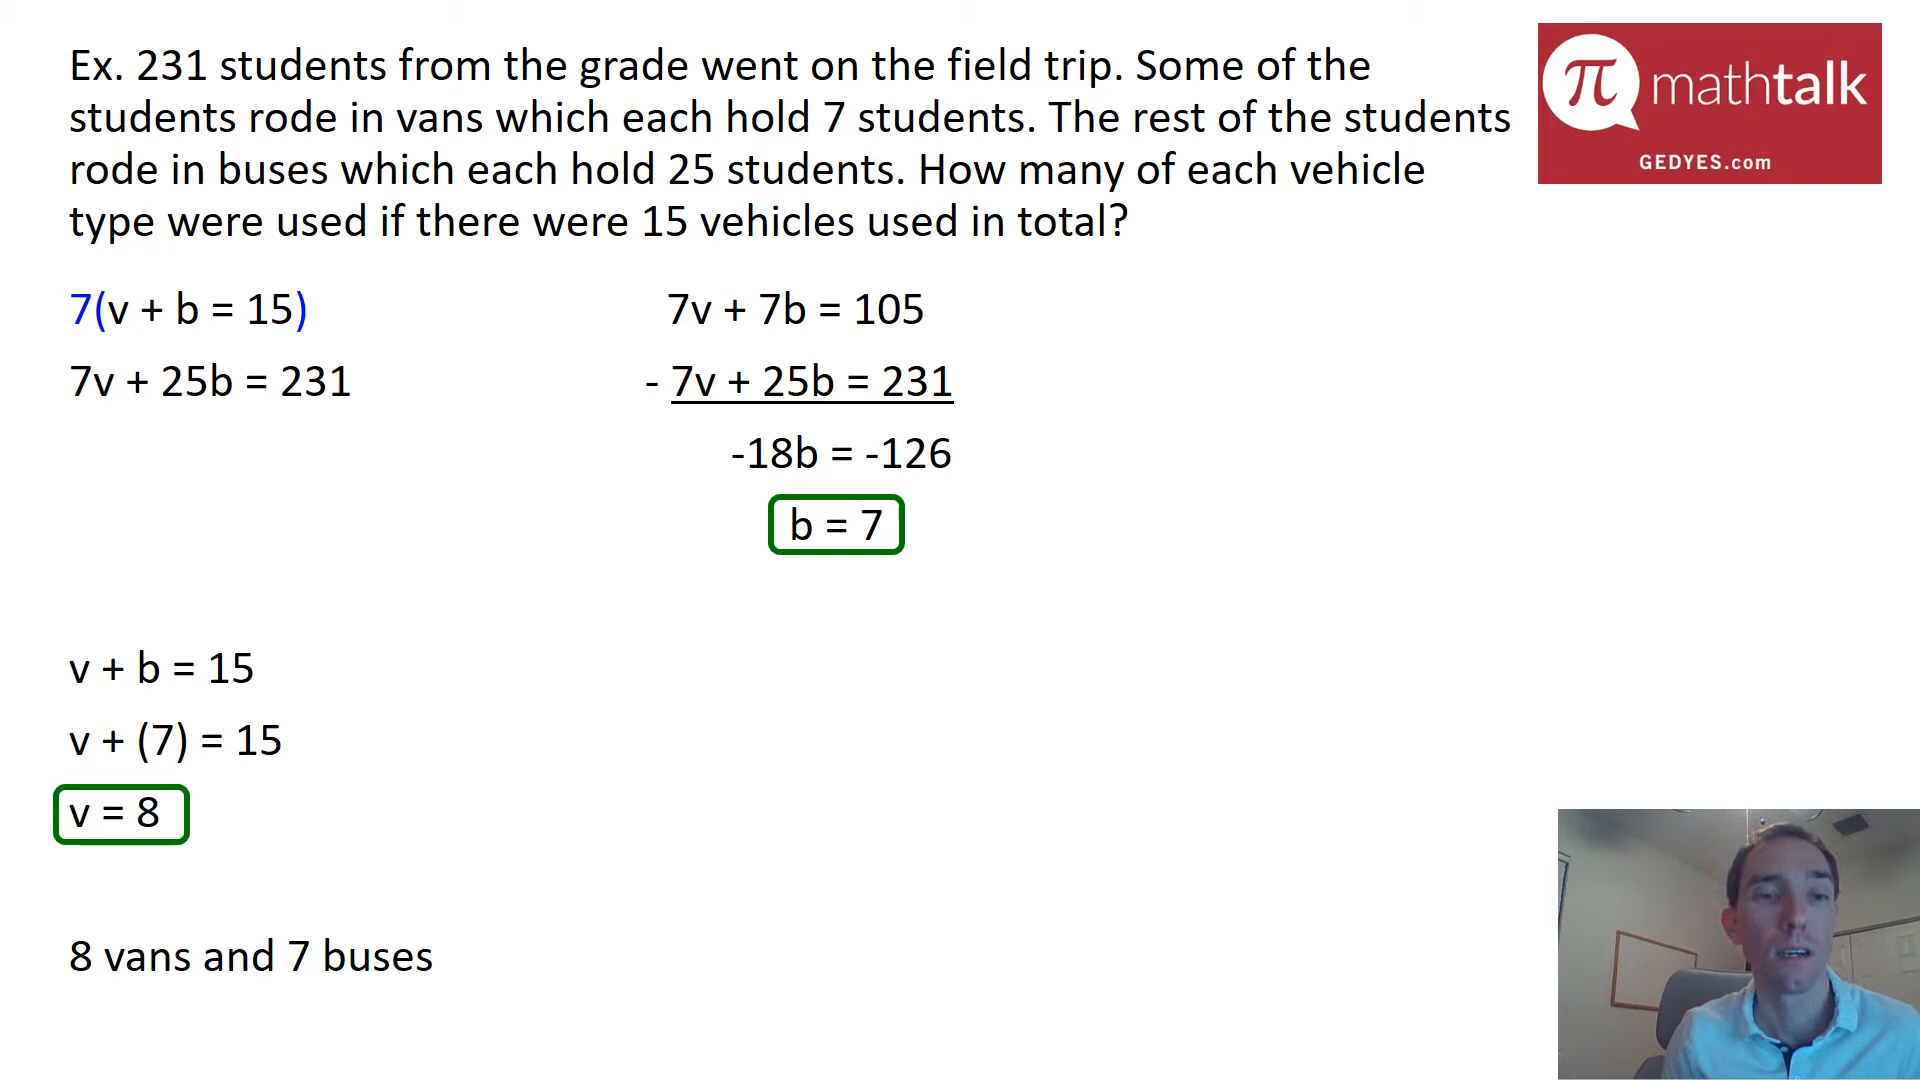 Ex. 231 students from the grade went on the field trip. Some of the
students rode in vans which each hold 7 students. The rest of the students
rode in buses which each hold 25 students. How many of each vehicle
type were used if there were 15 vehicles used in total?
π mathtalk
GEDYES.com
7(v + b = 15)
7v + 25b = 231
7v + 7b = 105
- 7v + 25b = 231
-18b = -126
b = 7
v + b = 15
v + (7) = 15
v = 8
8 vans and 7 buses